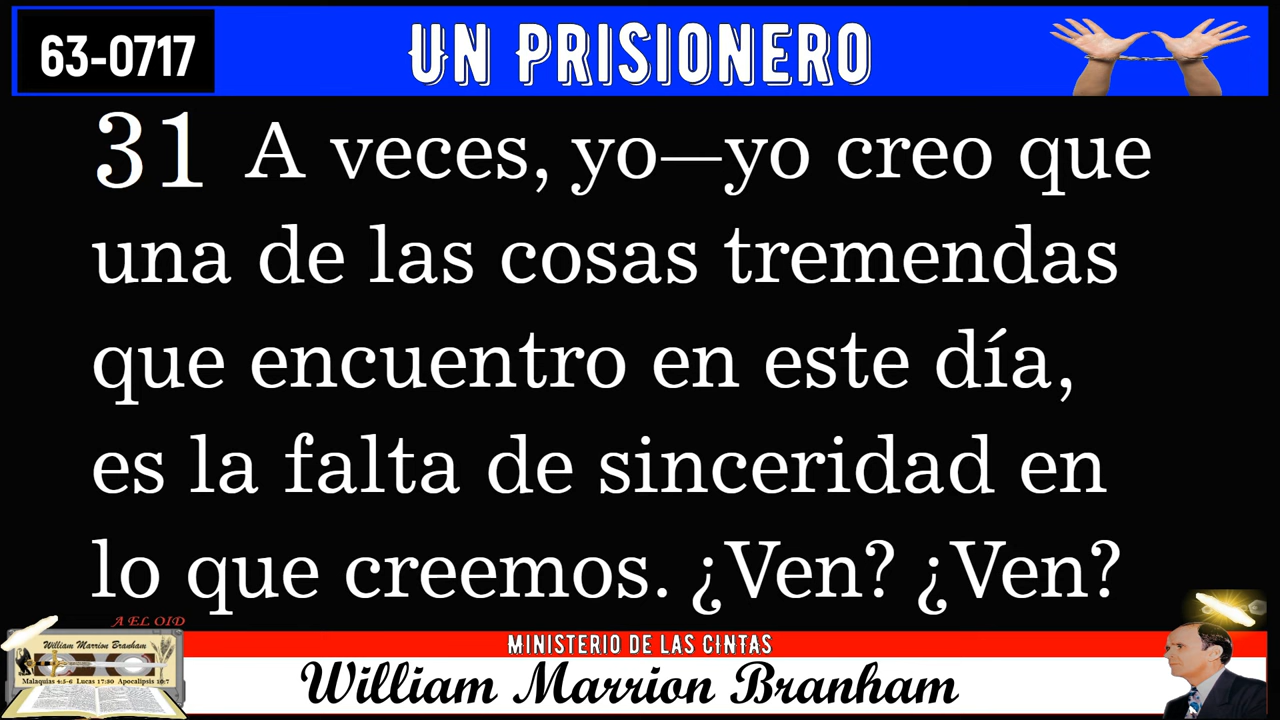 63-0717
UN PRISIONERO
31 A veces, yo—yo creo que
una de las cosas tremendas
que encuentro en este día,
es la falta de sinceridad en
lo que creemos. ¿Ven? ¿Ven?
A EL OID
William Marrion Branham
Malaquias 4:5-6 Lucas 17:30 Apocalipsis 10:7
MINISTERIO DE LAS CINTAS
William Marrion Branham